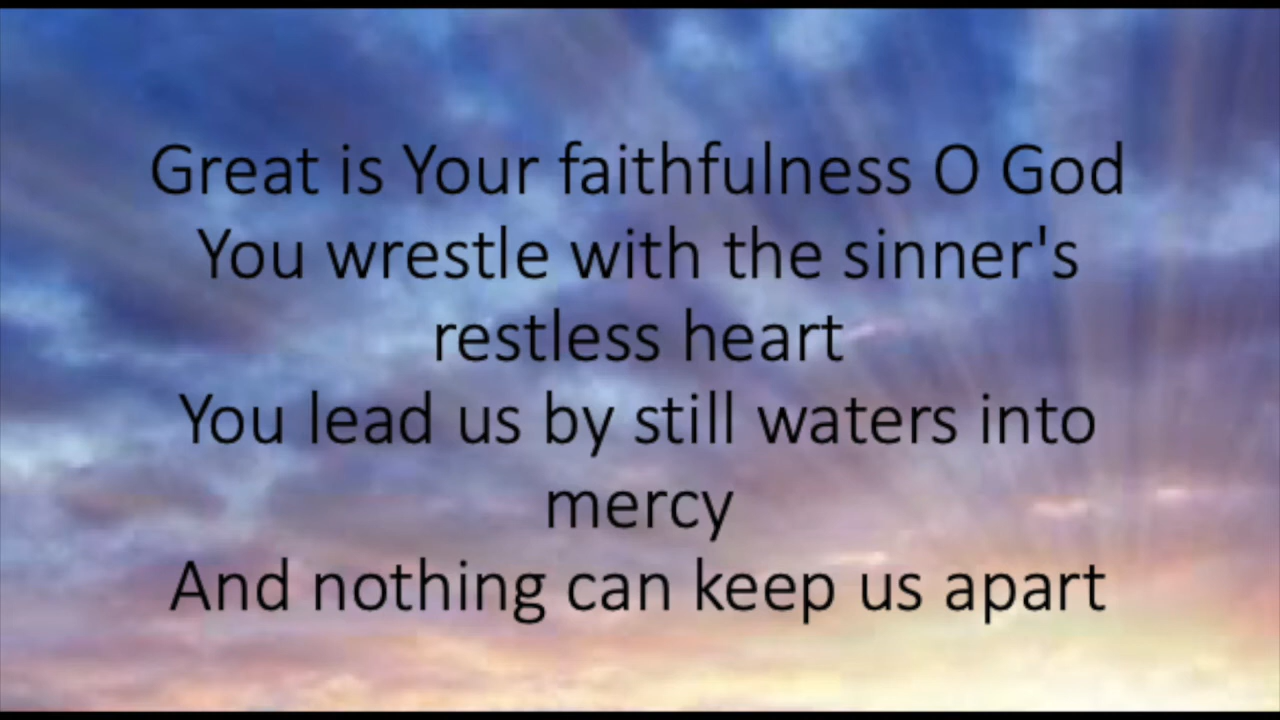 Great is Your faithfulness O God
You wrestle with the sinner's
restless heart
You lead us by still waters into
mercy
And nothing can keep us apart